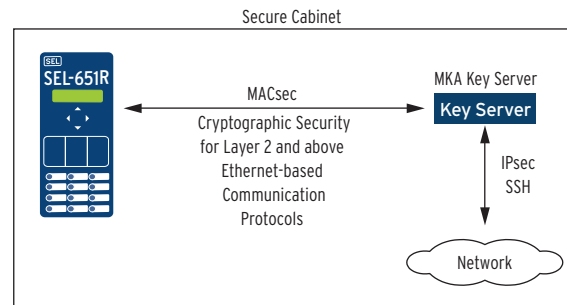 Secure Cabinet
SEL
SEL-651R
MACsec
Cryptographic Security
for Layer 2 and above
Ethernet-based
Communication
Protocols
MKA Key Server
Key Server
IPsec
SSH
Network